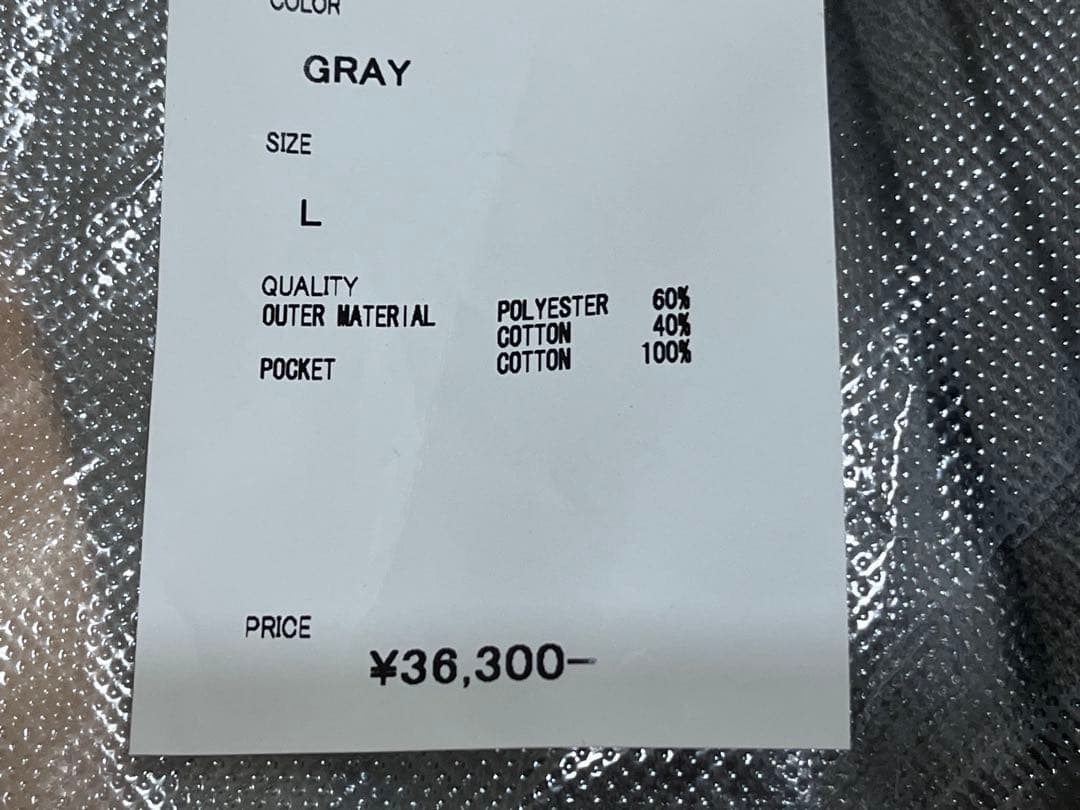 COLOR
GRAY
SIZE
L
QUALITY
OUTER MATERIAL POLYESTER 60%
COTTON 40%
POCKET COTTON 100%
PRICE
¥36,300−